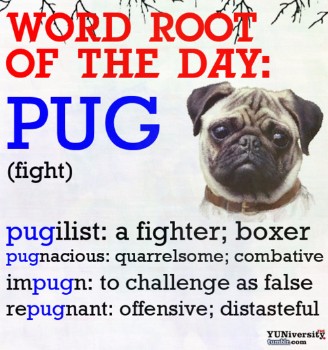 WORD ROOT
OF THE DAY:
PUG
(fight)
pugilist: a fighter; boxer
pugnacious: quarrelsome; combative
impugn: to challenge as false
repugnant: offensive; distasteful
YUNiversity
tumblr.com